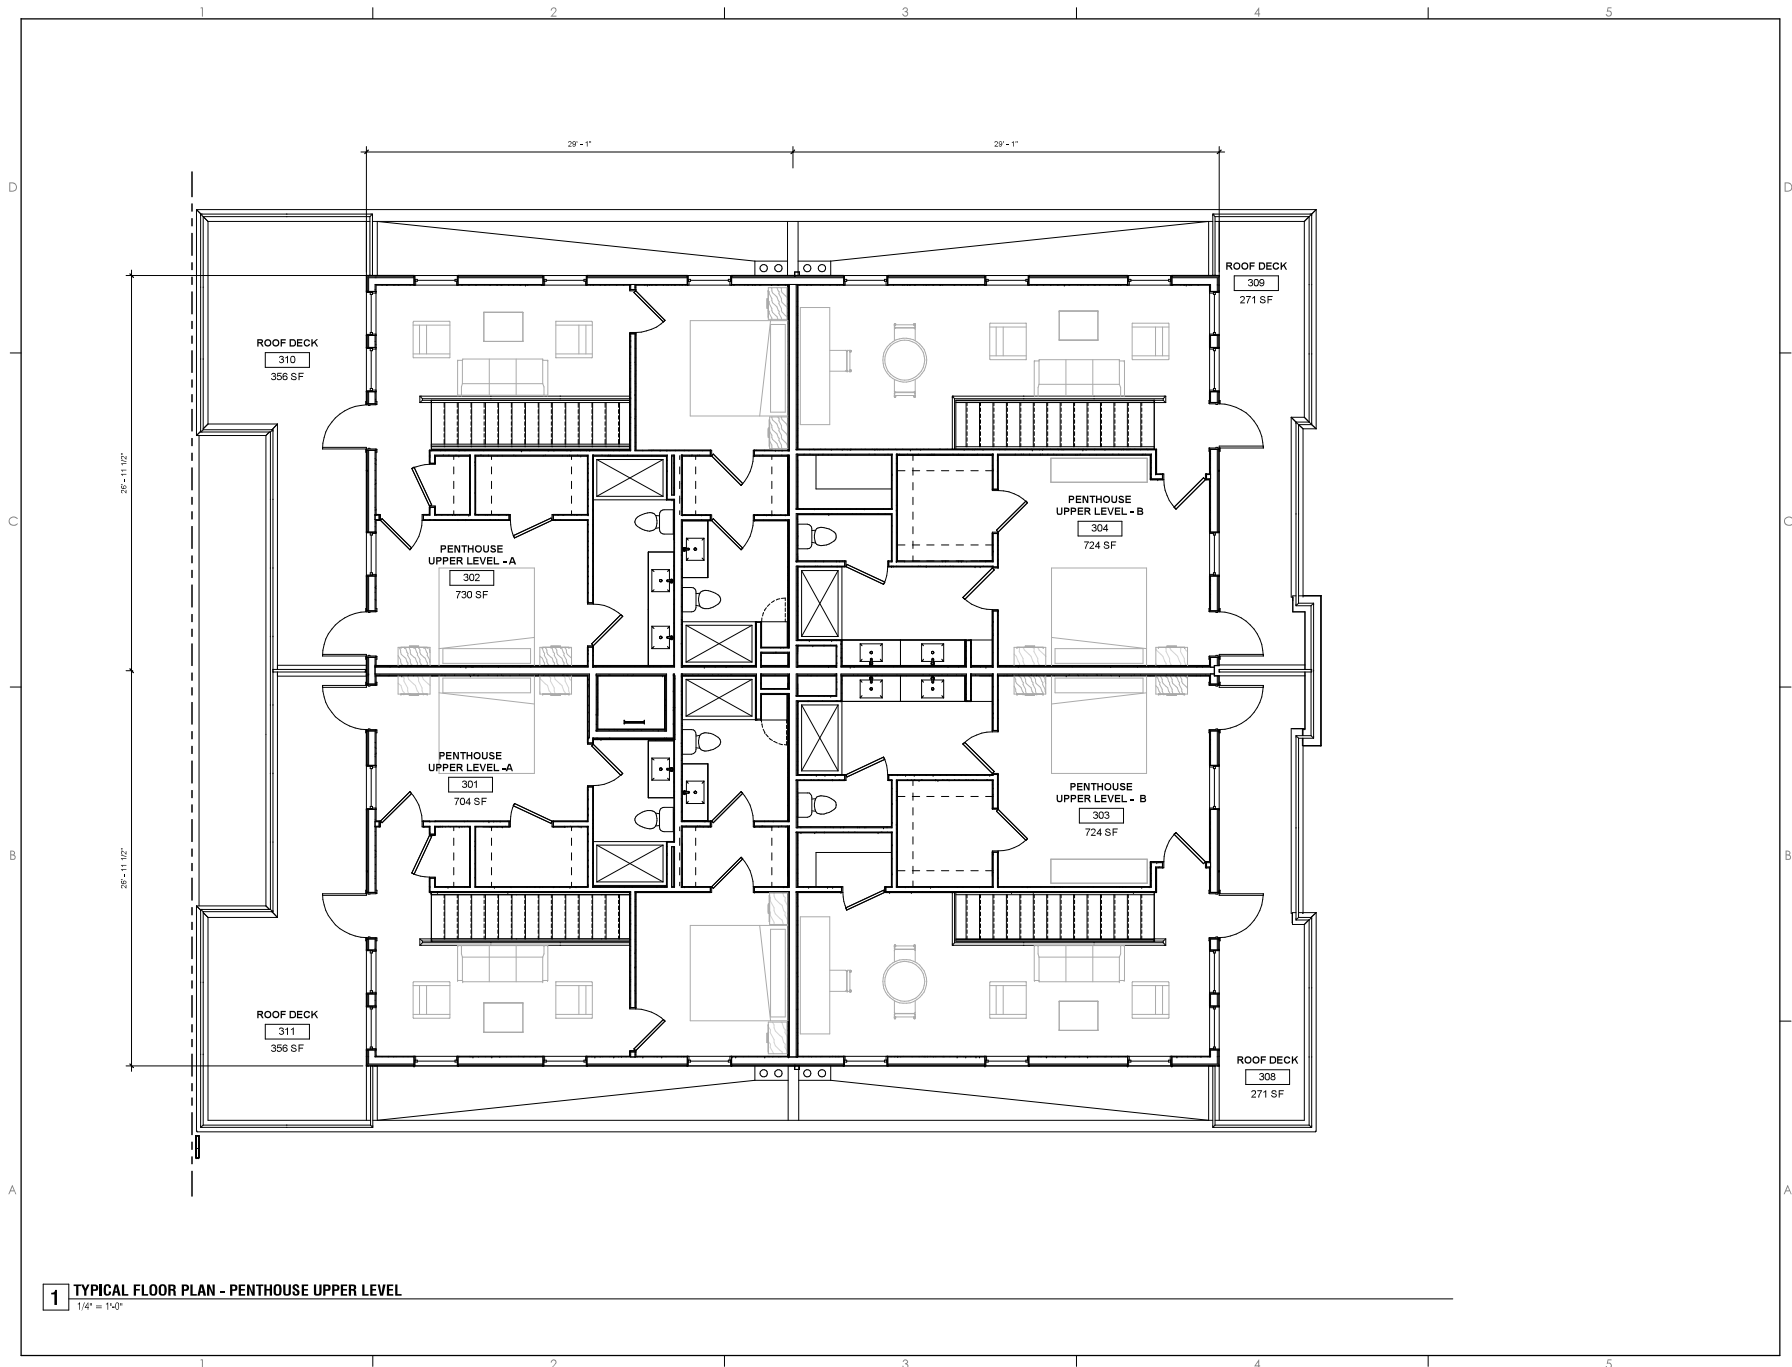 1 2 3 4 5
29' - 1" 29' - 1"
D D
ROOF DECK
309
271 SF
ROOF DECK
310
356 SF
26' - 11 1/2"
PENTHOUSE
UPPER LEVEL - B
304
724 SF
C C
PENTHOUSE
UPPER LEVEL - A
302
730 SF
PENTHOUSE
UPPER LEVEL -A
301
704 SF
PENTHOUSE
UPPER LEVEL - B
303
724 SF
26' - 11 1/2"
B B
ROOF DECK
311
356 SF
ROOF DECK
308
271 SF
A A
1 TYPICAL FLOOR PLAN - PENTHOUSE UPPER LEVEL
1/4" = 1'-0"
1 2 3 4 5